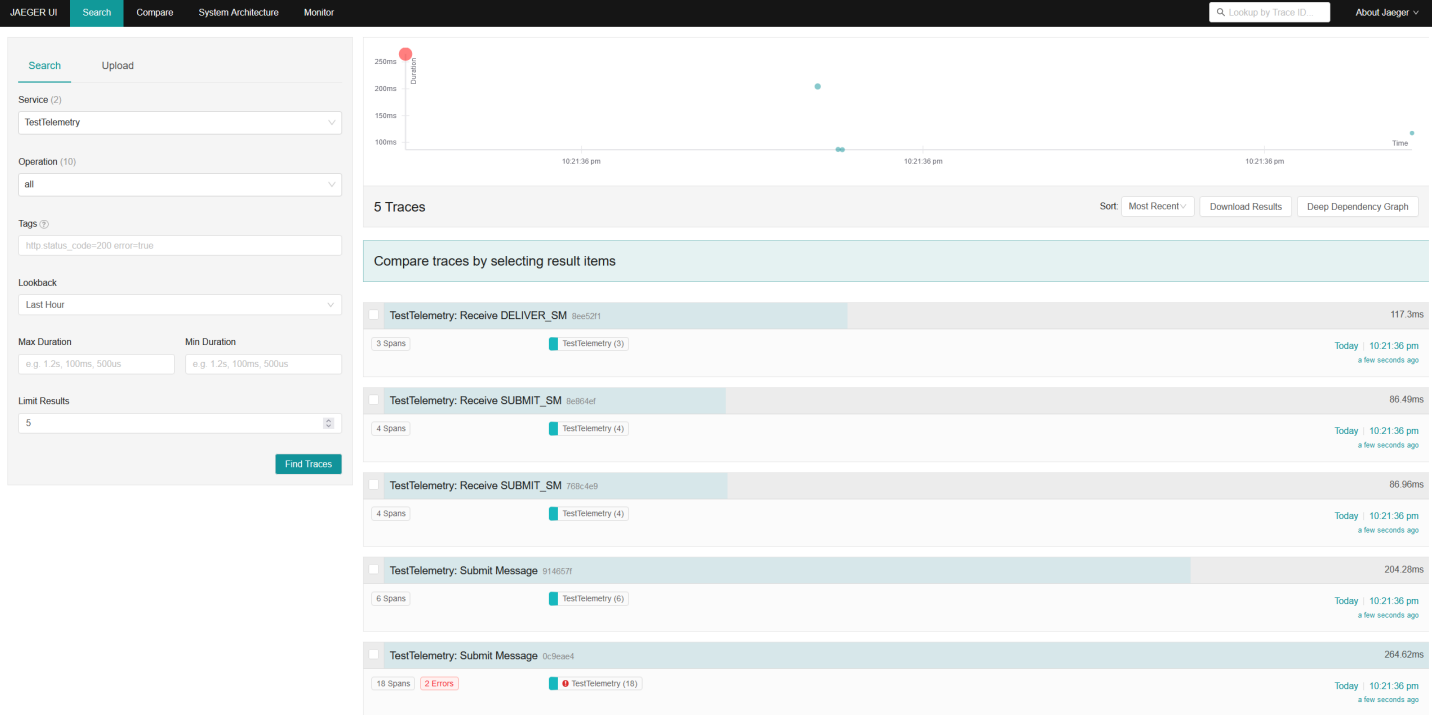 JAEGER UI Search Compare System Architecture Monitor Lookup by Trace ID... About Jaeger
Search Upload
Service (2)
TestTelemetry
Operation (10)
all
Tags
http.status_code=200 error=true
Lookback
Last Hour
Max Duration Min Duration
e.g. 1.2s, 100ms, 500us e.g. 1.2s, 100ms, 500us
Limit Results
5
Find Traces
250ms
200ms
150ms
100ms
Duration
Time
10:21:36 pm 10:21:36 pm 10:21:36 pm
5 Traces Sort: Most Recent Download Results Deep Dependency Graph
Compare traces by selecting result items
TestTelemetry: Receive DELIVER_SM 8ee52f1 117.3ms
3 Spans TestTelemetry (3) Today 10:21:36 pm
a few seconds ago
TestTelemetry: Receive SUBMIT_SM 8e864ef 86.49ms
4 Spans TestTelemetry (4) Today 10:21:36 pm
a few seconds ago
TestTelemetry: Receive SUBMIT_SM 768c4e9 86.96ms
4 Spans TestTelemetry (4) Today 10:21:36 pm
a few seconds ago
TestTelemetry: Submit Message 914657f 204.28ms
6 Spans TestTelemetry (6) Today 10:21:36 pm
a few seconds ago
TestTelemetry: Submit Message 0c9eae4 264.62ms
18 Spans 2 Errors TestTelemetry (18) Today 10:21:36 pm
a few seconds ago